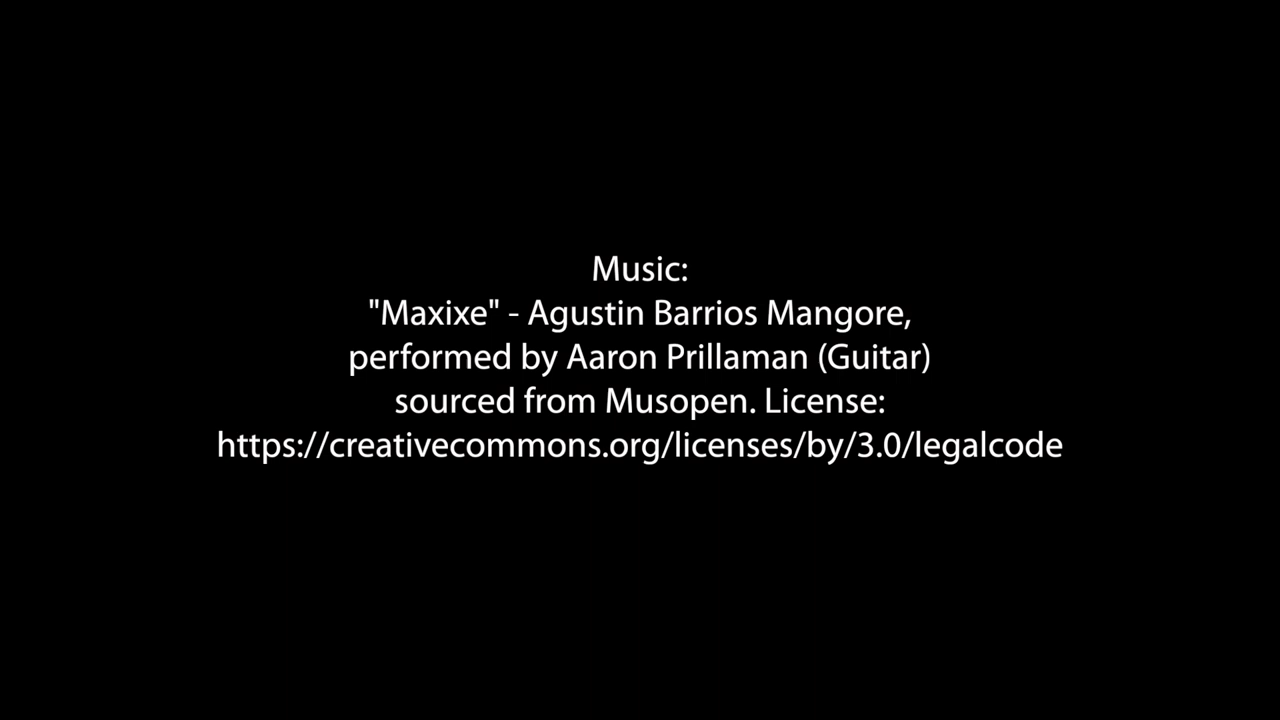 Music:
"Maxixe" - Agustin Barrios Mangore,
performed by Aaron Prillaman (Guitar)
sourced from Musopen. License:
https://creativecommons.org/licenses/by/3.0/legalcode